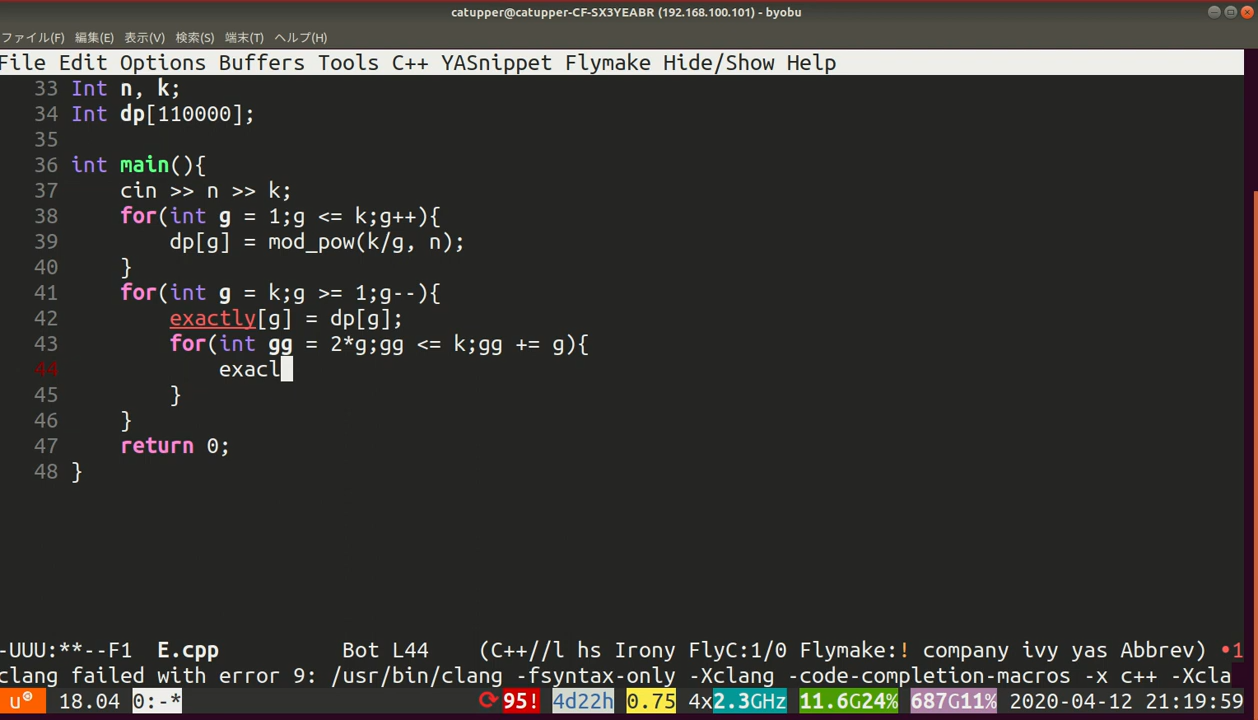 catupper@catupper-CF-SX3YEABR (192.168.100.101) - byobu
ファイル(F) 編集(E) 表示(V) 検索(S) 端末(T) ヘルプ(H)
File Edit Options Buffers Tools C++ YASnippet Flymake Hide/Show Help
33 Int n, k;
34 Int dp[110000];
35
36 int main(){
37     cin >> n >> k;
38     for(int g = 1;g <= k;g++){
39         dp[g] = mod_pow(k/g, n);
40     }
41     for(int g = k;g >= 1;g--){
42         exactly[g] = dp[g];
43         for(int gg = 2*g;gg <= k;gg += g){
44             exacl
45         }
46     }
47     return 0;
48 }
-UUU:**--F1  E.cpp          Bot L44    (C++//l hs Irony FlyC:1/0 Flymake:! company ivy yas Abbrev) •1
clang failed with error 9: /usr/bin/clang -fsyntax-only -Xclang -code-completion-macros -x c++ -Xcla
u 18.04 0:-* ⟳ 95! 4d22h 0.75 4x2.3GHz 11.6G24% 687G11% 2020-04-12 21:19:59